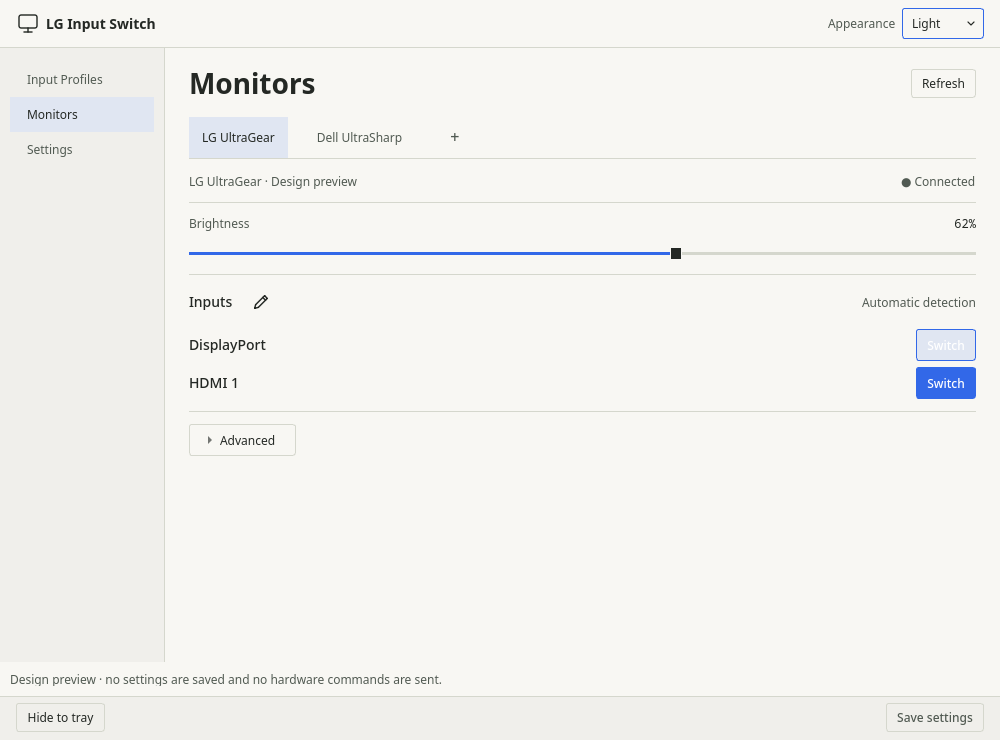 LG Input Switch
Appearance Light
Input Profiles
Monitors
Settings
Monitors
Refresh
LG UltraGear Dell UltraSharp +
LG UltraGear · Design preview Connected
Brightness 62%
Inputs Automatic detection
DisplayPort Switch
HDMI 1 Switch
Advanced
Design preview · no settings are saved and no hardware commands are sent.
Hide to tray Save settings